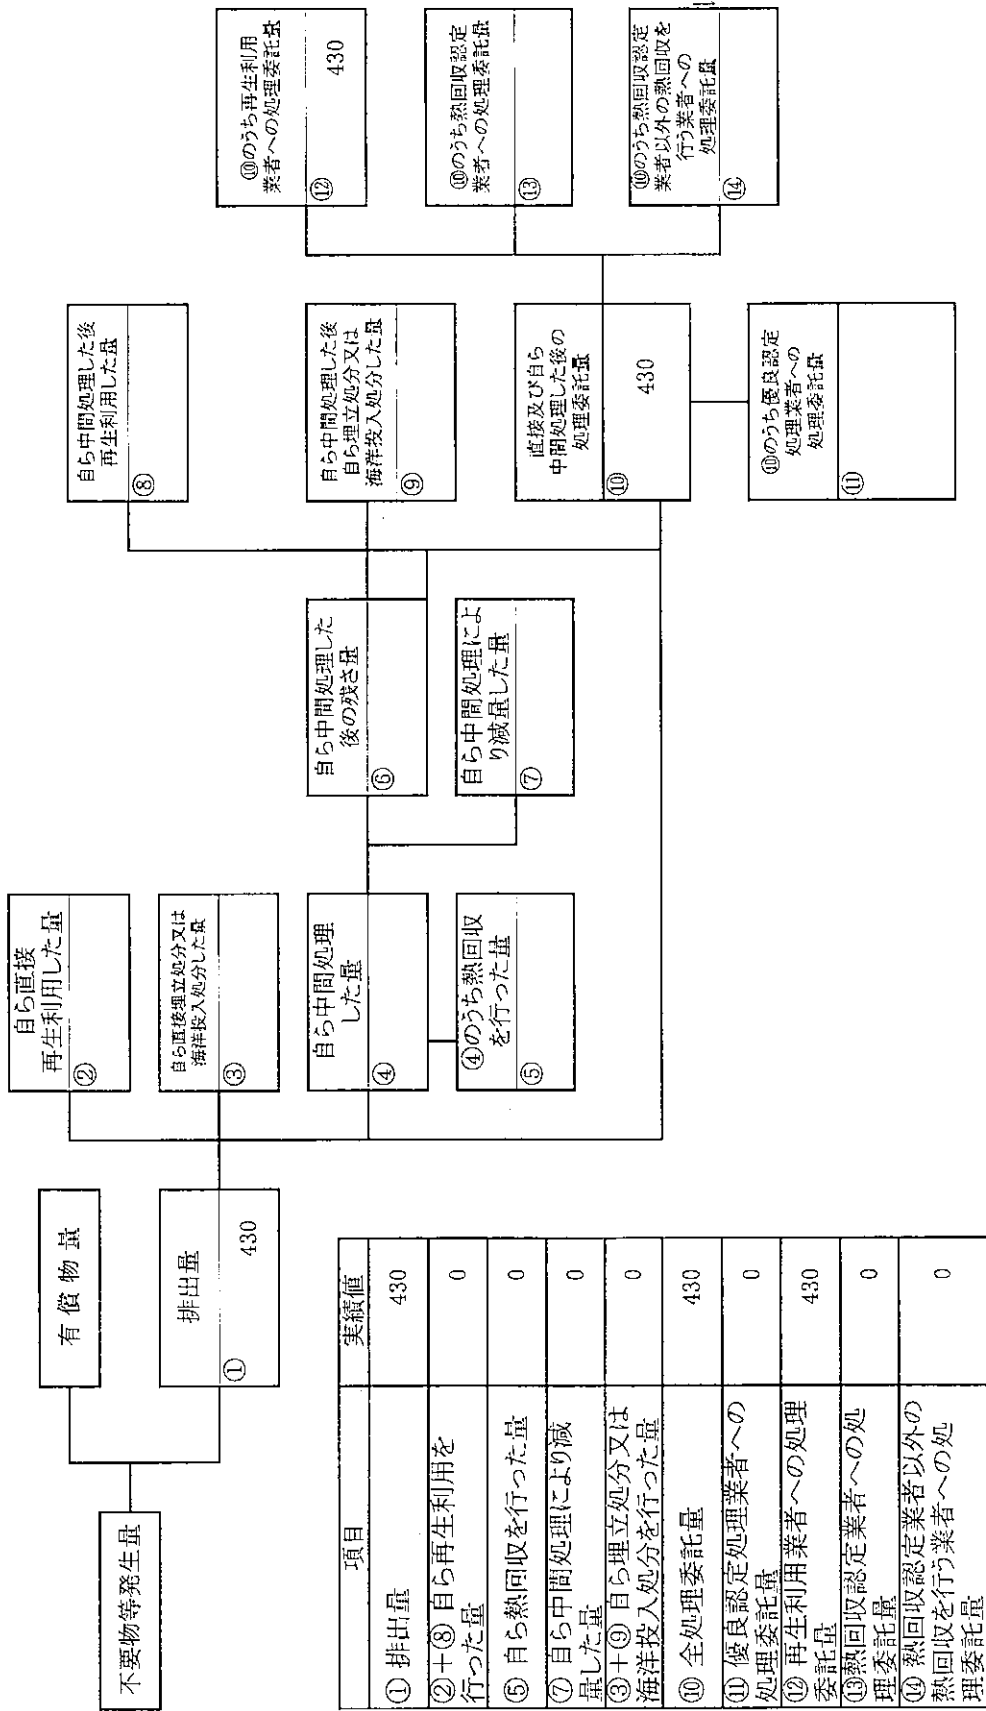 不要物等発生量
有償物量
排出量
①
430
自ら直接
再生利用した量
②
自ら直接埋立処分又は
海洋投入処分した量
③
自ら中間処理
した量
④
④のうち熱回収
を行った量
⑤
自ら中間処理した
後の残さ量
⑥
自ら中間処理によ
り減量した量
⑦
自ら中間処理した後
再生利用した量
⑧
自ら中間処理した後
自ら埋立処分又は
海洋投入処分した量
⑨
直接及び自ら
中間処理した後の
処理委託量
⑩
430
⑩のうち優良認定
処理業者への
処理委託量
⑪
⑩のうち再生利用
業者への処理委託量
⑫
430
⑩のうち熱回収認定
業者への処理委託量
⑬
⑩のうち熱回収認定
業者以外の熱回収を
行う業者への
処理委託量
⑭
項目 実績値
① 排出量 430
②+⑧ 自ら再生利用を
行った量 0
⑤ 自ら熱回収を行った量 0
⑦ 自ら中間処理により減
量した量 0
③+⑨ 自ら埋立処分又は
海洋投入処分を行った量 0
⑩ 全処理委託量 430
⑪ 優良認定処理業者への
処理委託量 0
⑫ 再生利用業者への処理
委託量 430
⑬熱回収認定業者への処
理委託量 0
⑭ 熱回収認定業者以外の
熱回収を行う業者への処
理委託量 0